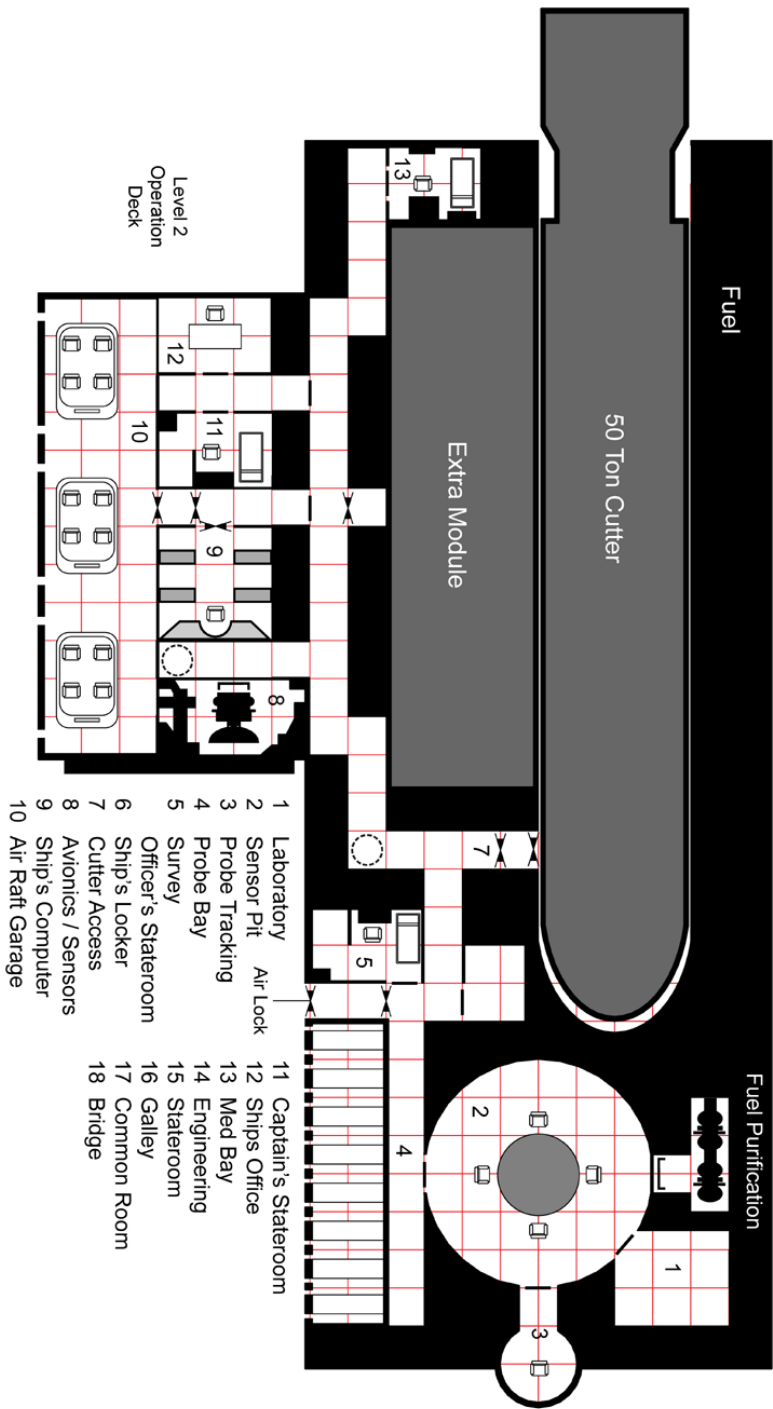 Level 2
Operation
Deck
Fuel
50 Ton Cutter
Extra Module
Fuel Purification
13
12
11
10
9
8
7
5
4
2
1
3
Air Lock
1 Laboratory
2 Sensor Pit
3 Probe Tracking
4 Probe Bay
5 Survey
Officer's Stateroom
6 Ship's Locker
7 Cutter Access
8 Avionics / Sensors
9 Ship's Computer
10 Air Raft Garage
11 Captain's Stateroom
12 Ships Office
13 Med Bay
14 Engineering
15 Stateroom
16 Galley
17 Common Room
18 Bridge